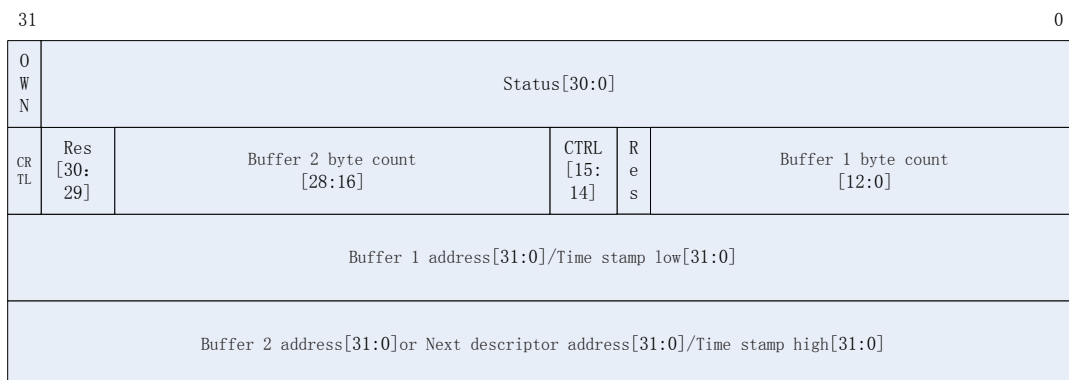 31 0
O
W
N
Status[30:0]
CR
TL
Res
[30:
29]
Buffer 2 byte count
[28:16]
CTRL
[15:
14]
R
e
s
Buffer 1 byte count
[12:0]
Buffer 1 address[31:0]/Time stamp low[31:0]
Buffer 2 address[31:0]or Next descriptor address[31:0]/Time stamp high[31:0]